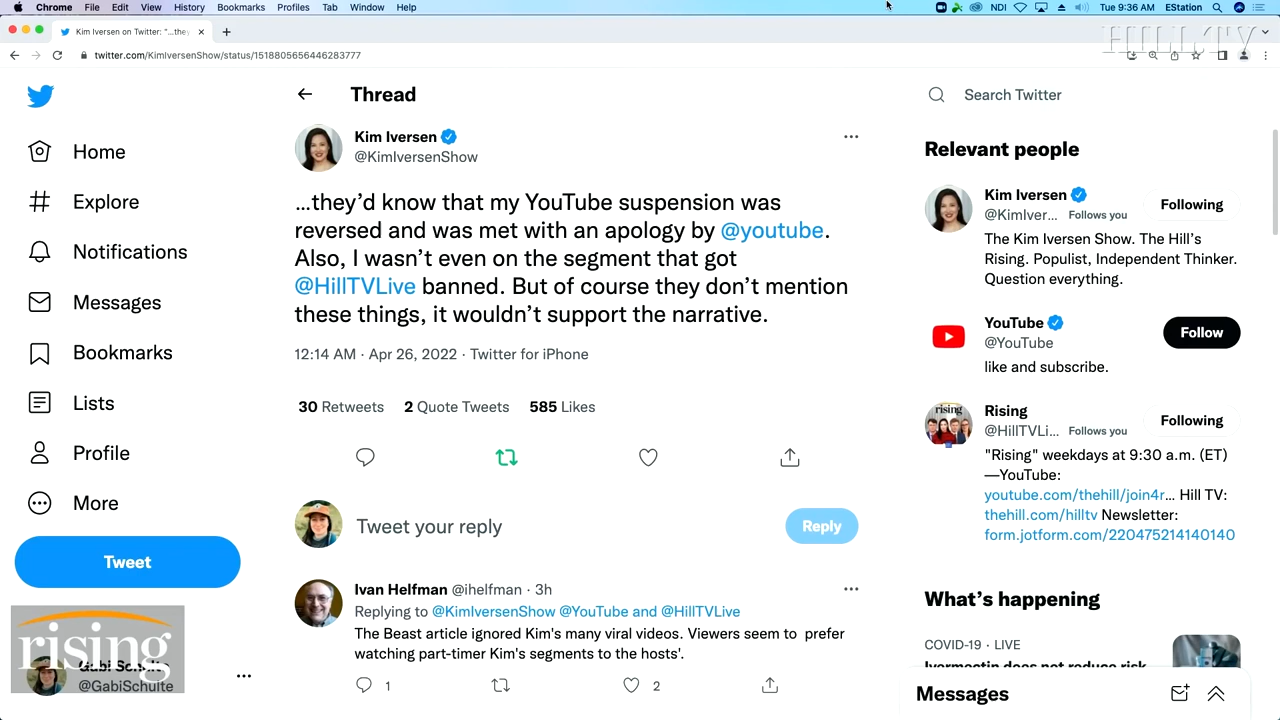 Chrome File Edit View History Bookmarks Profiles Tab Window Help
NDI Tue 9:36 AM EStation
Kim Iversen on Twitter: "...they
HILL TV
twitter.com/KimIversenShow/status/1518805656446283777
Thread
Search Twitter
Home
Explore
Notifications
Messages
Bookmarks
Lists
Profile
More
Tweet
rising
Gabi Schulte
@GabiSchulte
Kim Iversen
@KimIversenShow
...they’d know that my YouTube suspension was
reversed and was met with an apology by @youtube.
Also, I wasn’t even on the segment that got
@HillTVLive banned. But of course they don’t mention
these things, it wouldn’t support the narrative.
12:14 AM · Apr 26, 2022 · Twitter for iPhone
30 Retweets 2 Quote Tweets 585 Likes
Tweet your reply
Reply
Ivan Helfman @ihelfman · 3h
Replying to @KimIversenShow @YouTube and @HillTVLive
The Beast article ignored Kim's many viral videos. Viewers seem to prefer
watching part-timer Kim's segments to the hosts'.
1
2
Relevant people
Kim Iversen
@KimIver... Follows you
Following
The Kim Iversen Show. The Hill’s
Rising. Populist, Independent Thinker.
Question everything.
YouTube
@YouTube
Follow
like and subscribe.
rising
Rising
@HillTVLi... Follows you
Following
"Rising" weekdays at 9:30 a.m. (ET)
—YouTube:
youtube.com/thehill/join4r... Hill TV:
thehill.com/hilltv Newsletter:
form.jotform.com/220475214140140
What’s happening
COVID-19 · LIVE
Ivermectin does not reduce risk
Messages